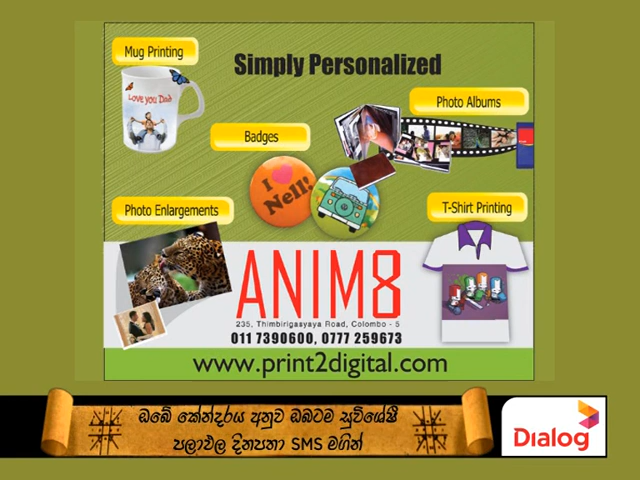 Simply Personalized
Mug Printing
LOVE you Dad
Photo Albums
Badges
I
Nell!
Photo Enlargements
T-Shirt Printing
ANIM8
235, Thimbirigasyaya Road, Colombo - 5
011 7390600, 0777 259673
www.print2digital.com
ඔබේ කේන්දරය අනුව ඔබටම සුවිශේෂී
පලාඵල දිනපතා SMS මගින්
Dialog